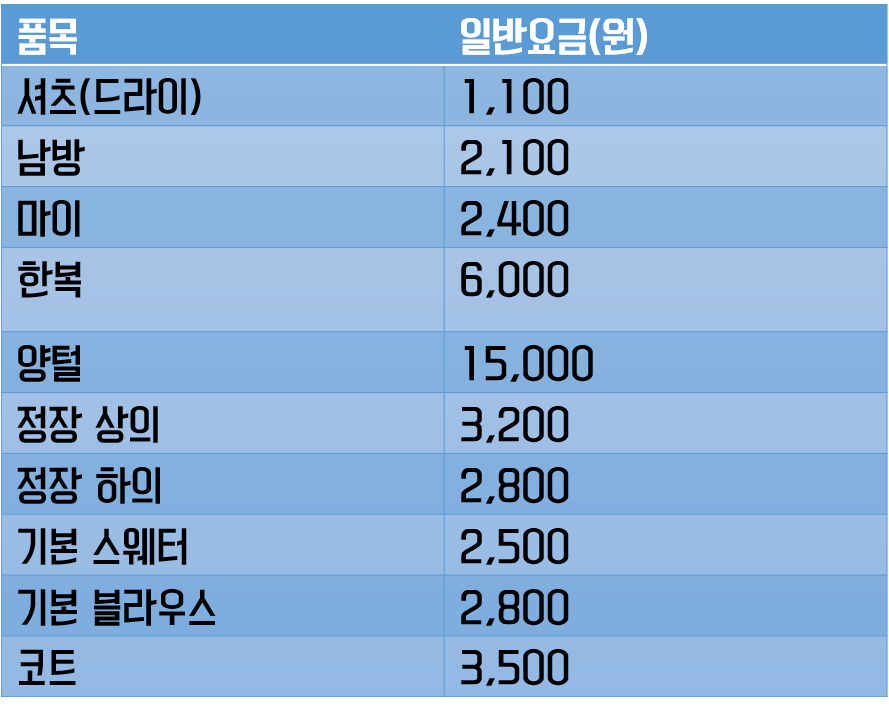 품목 일반요금(원)
셔츠(드라이) 1,100
남방 2,100
마이 2,400
한복 6,000
양털 15,000
정장 상의 3,200
정장 하의 2,800
기본 스웨터 2,500
기본 블라우스 2,800
코트 3,500